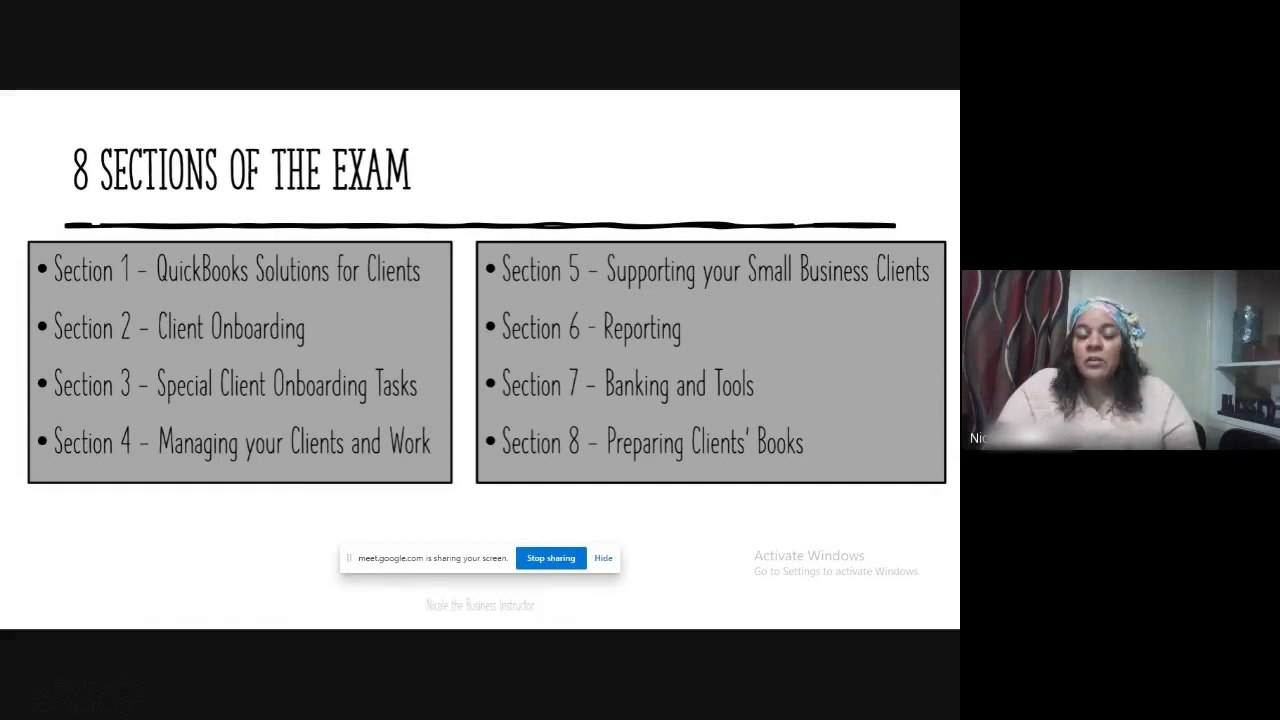 8 SECTIONS OF THE EXAM
• Section 1 – QuickBooks Solutions for Clients
• Section 2 – Client Onboarding
• Section 3 – Special Client Onboarding Tasks
• Section 4 – Managing your Clients and Work
• Section 5 – Supporting your Small Business Clients
• Section 6 - Reporting
• Section 7 – Banking and Tools
• Section 8 – Preparing Clients' Books
meet.google.com is sharing your screen. Stop sharing Hide
Activate Windows
Go to Settings to activate Windows.
Nicole the Business Instructor